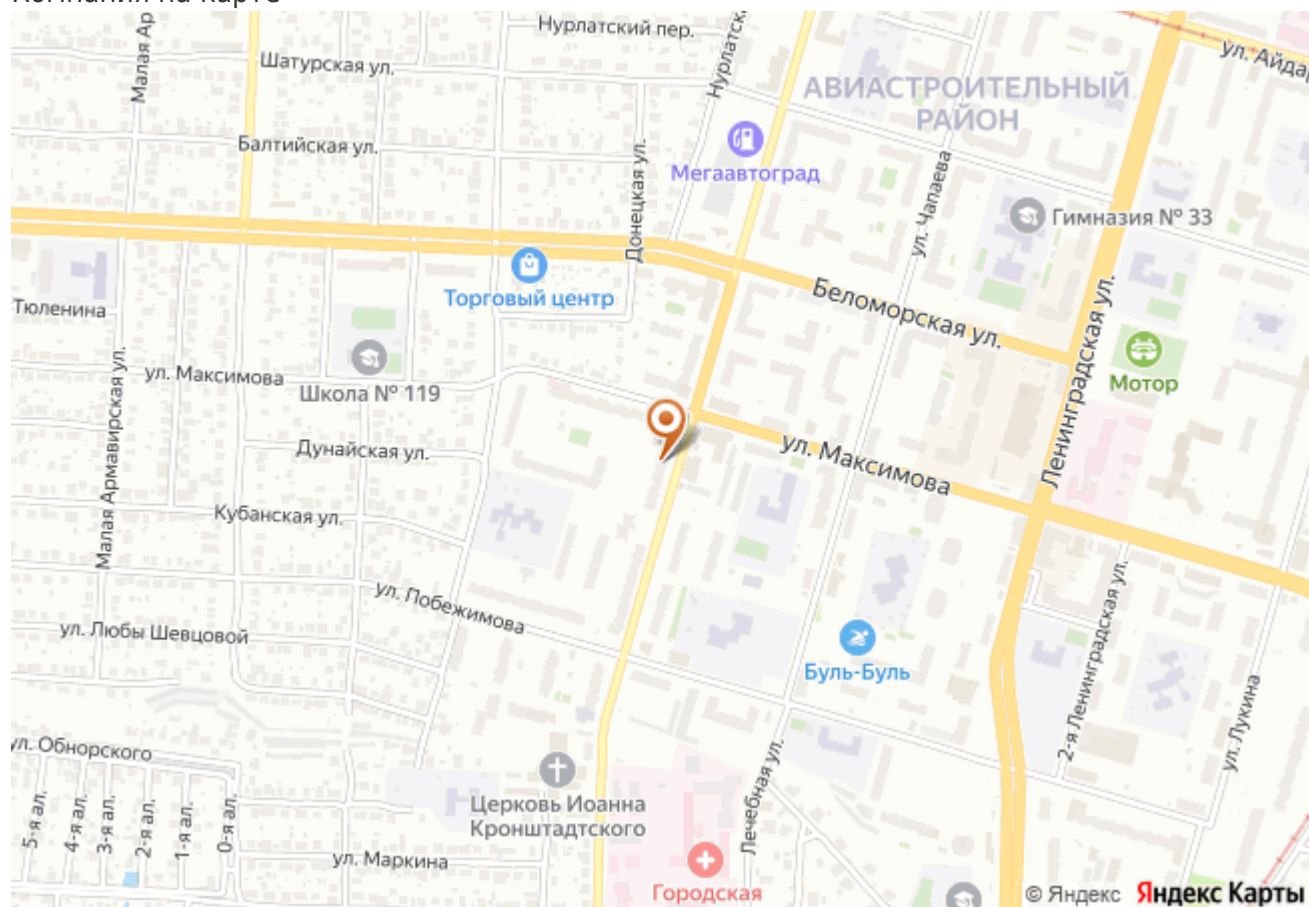 Компания на карте
Нурлатский пер.
Нурлатска
ул. Айдар
Малая Ар
Шатурская ул.
АВИАСТРОИТЕЛЬНЫЙ
РАЙОН
Балтийская ул.
Мегаавтоград
Донецкая ул.
ул. Чапаева
Гимназия № 33
Торговый центр
Беломорская ул.
Тюленина
Ленинградская ул.
Мотор
ул. Максимова
Школа № 119
Малая Армавирская ул.
Дунайская ул.
ул. Максимова
Кубанская ул.
ул. Побежимова
ул. Любы Шевцовой
Буль-Буль
2-я Ленинградская ул.
ул. Лукина
ул. Обнорского
Церковь Иоанна
Кронштадтского
Лечебная ул.
5-я ал.
4-я ал.
3-я ал.
2-я ал.
1-я ал.
0-я ал.
ул. Маркина
Городская
© Яндекс Яндекс Карты